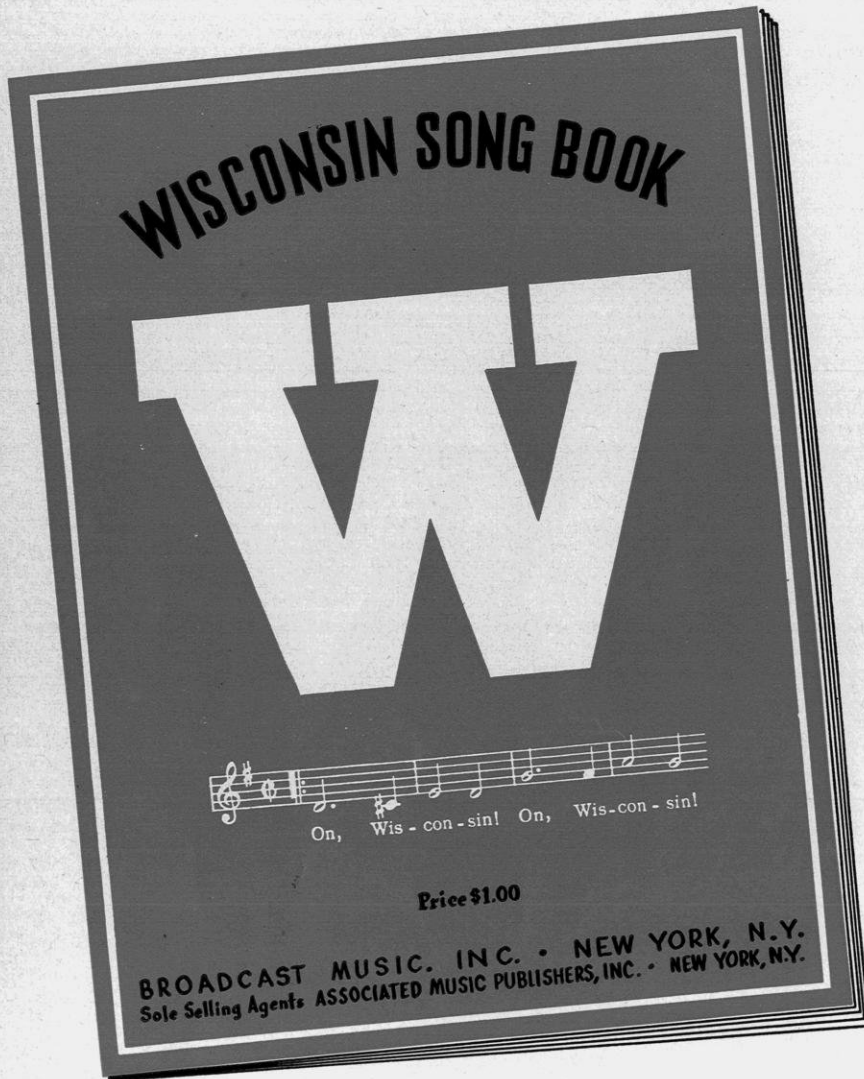 WISCONSIN SONG BOOK
W
On, Wis - con - sin! On, Wis - con - sin!
Price $1.00
BROADCAST MUSIC. INC. • NEW YORK, N.Y.
Sole Selling Agents ASSOCIATED MUSIC PUBLISHERS, INC. • NEW YORK, N.Y.